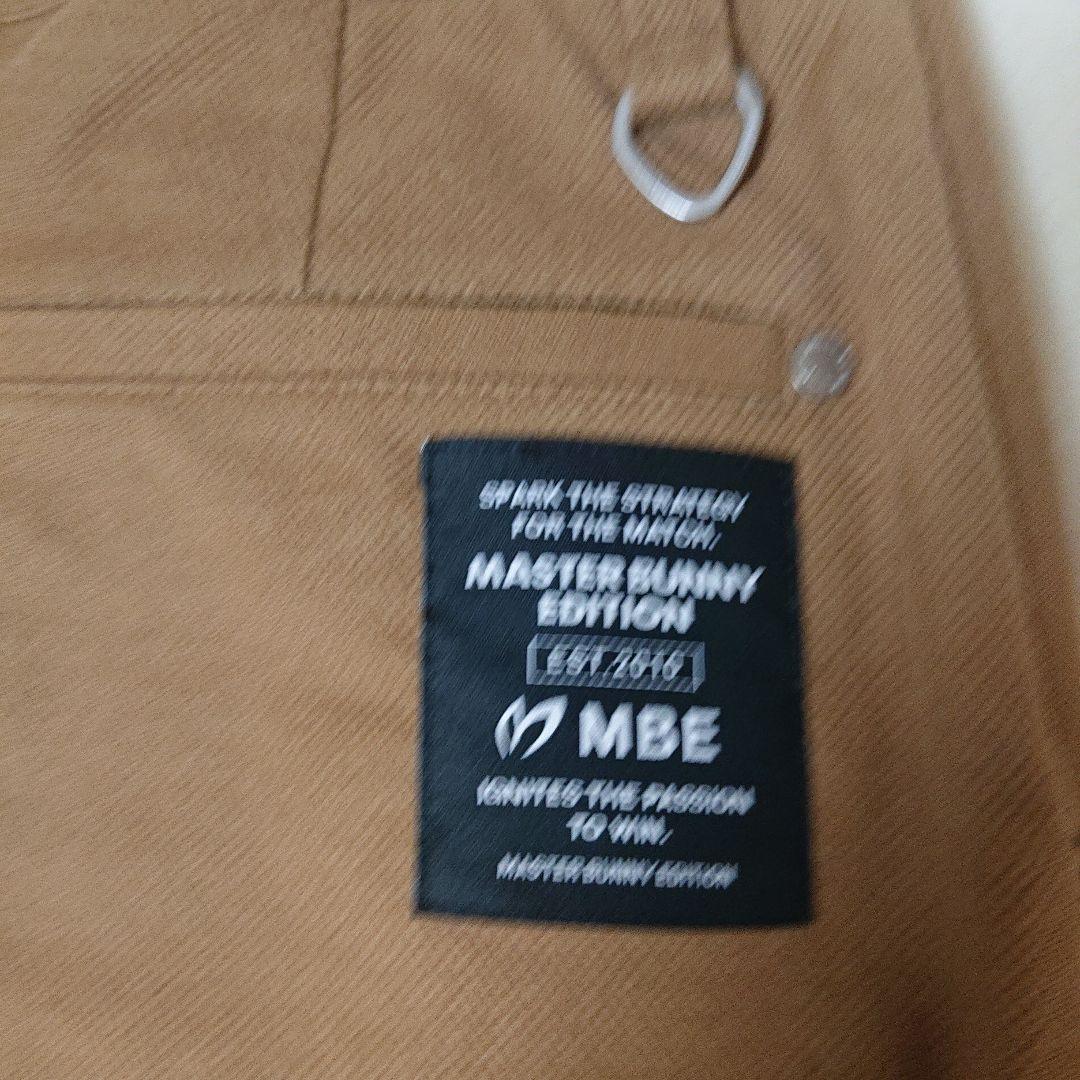 SPARK THE STRATEGY
FOR THE MATCH,
MASTER BUNNY
EDITION
EST.2010
MBE
IGNITES THE PASSION
TO WIN,
MASTER BUNNY EDITION